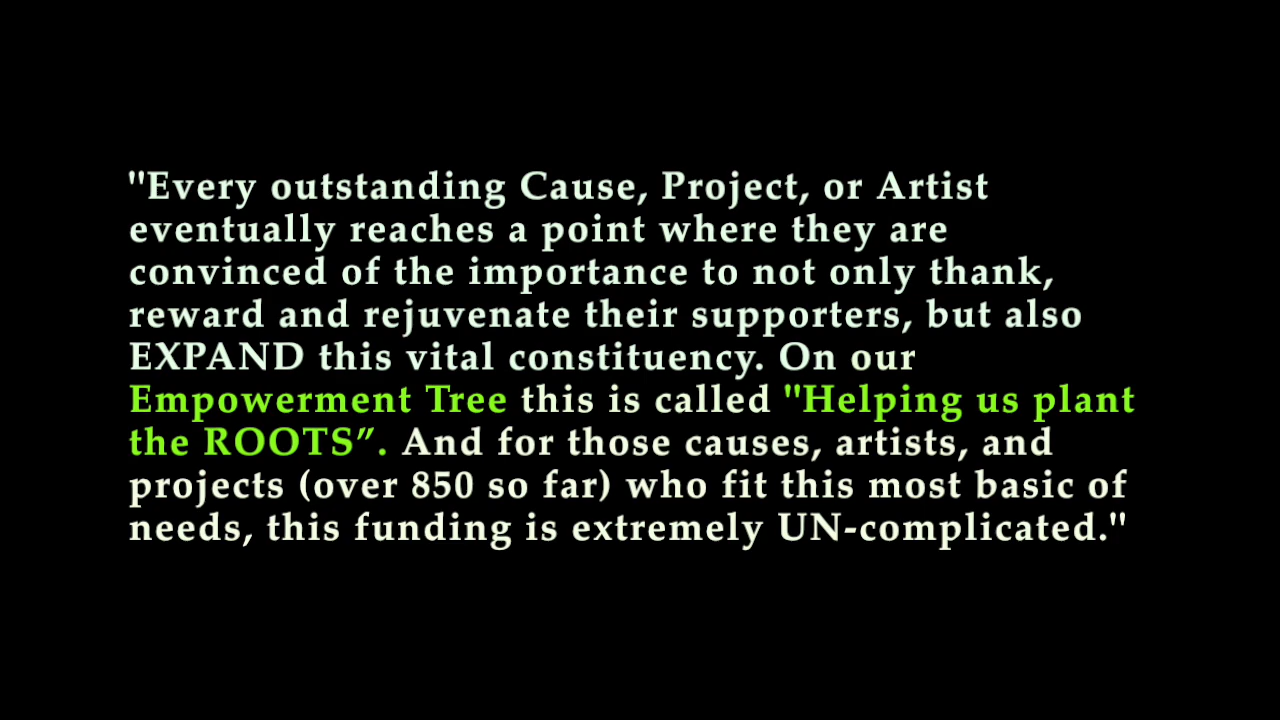 "Every outstanding Cause, Project, or Artist
eventually reaches a point where they are
convinced of the importance to not only thank,
reward and rejuvenate their supporters, but also
EXPAND this vital constituency. On our
Empowerment Tree this is called "Helping us plant
the ROOTS”. And for those causes, artists, and
projects (over 850 so far) who fit this most basic of
needs, this funding is extremely UN-complicated."